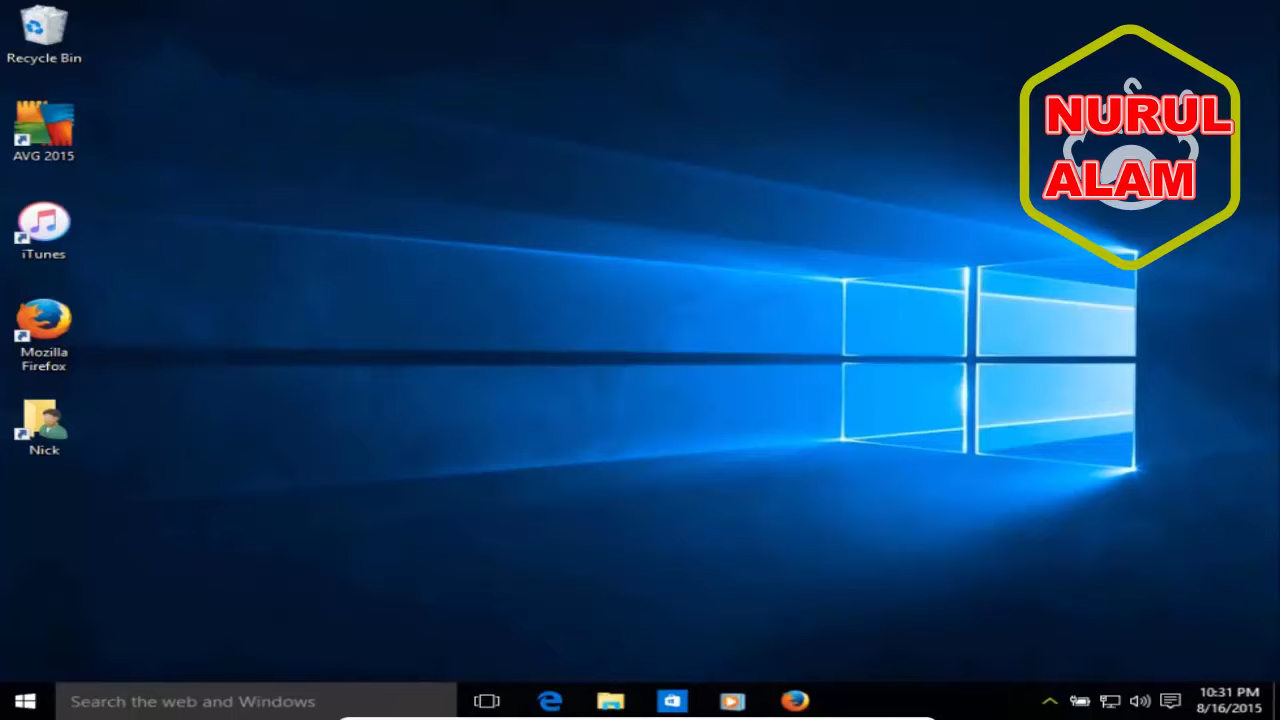 Recycle Bin
AVG 2015
iTunes
Mozilla
Firefox
Nick
NURUL
ALAM
Search the web and Windows
10:31 PM
8/16/2015